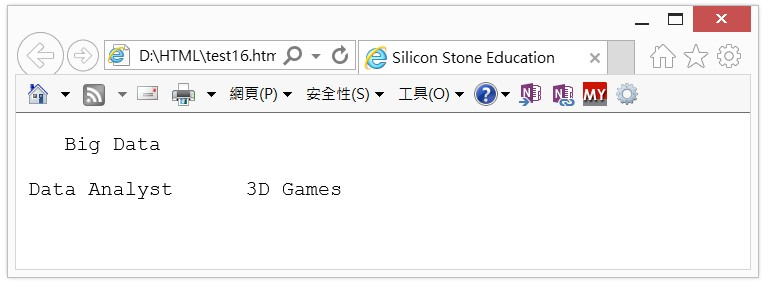 D:\HTML\test16.htm
Silicon Stone Education
網頁(P) 安全性(S) 工具(O) ? N N MY
Big Data
Data Analyst 3D Games